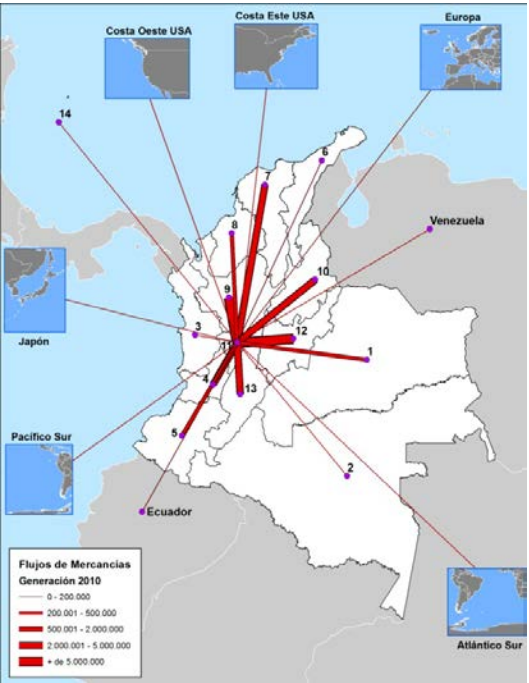 Costa Oeste USA
Costa Este USA
Europa
14
6
7
8
Venezuela
10
9
3
12
11
Japón
1
4
13
Pacífico Sur
5
2
Ecuador
Flujos de Mercancías
Generación 2010
0 - 200.000
200.001 - 500.000
500.001 - 2.000.000
2.000.001 - 5.000.000
+ de 5.000.000
Atlántico Sur